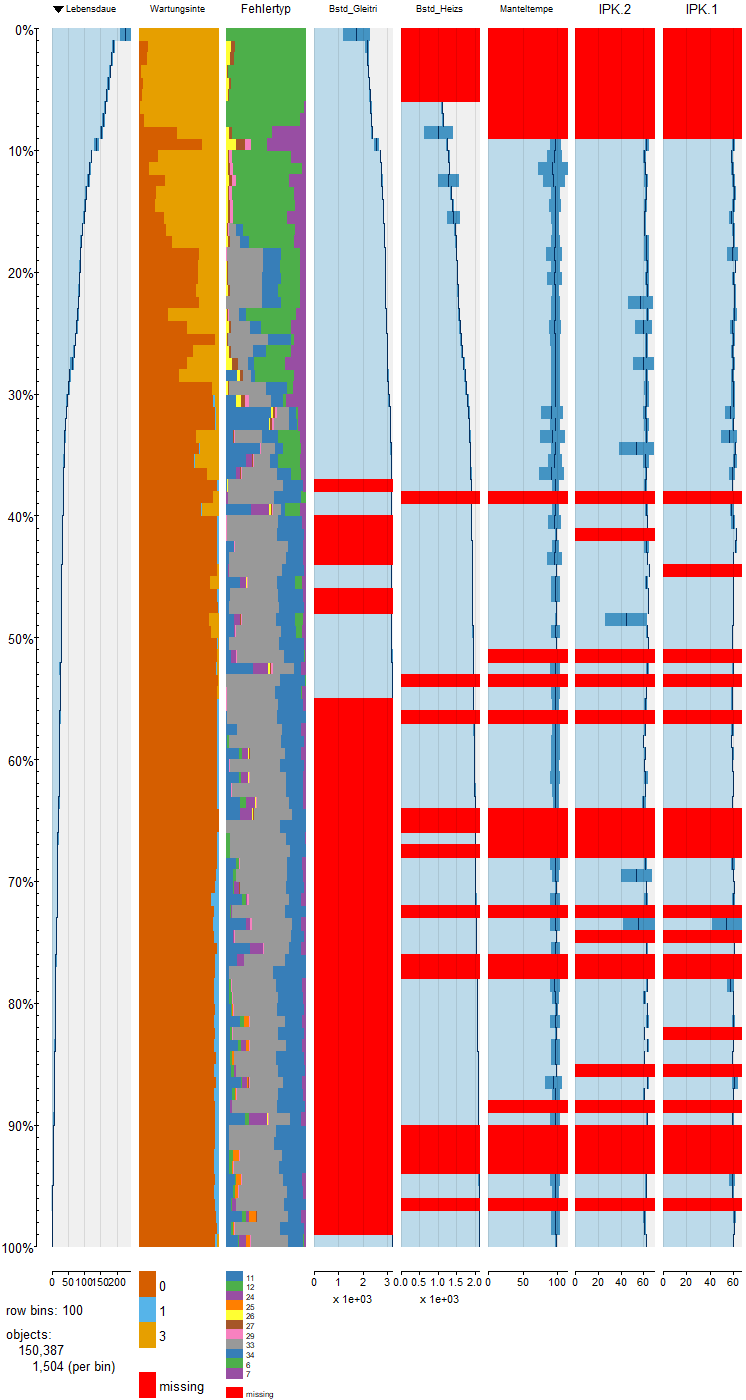 Lebensdaue
Wartungsinte
Fehlertyp
Bstd_Gleitri
Bstd_Heizs
Manteltempe
IPK.2
IPK.1
0%
10%
20%
30%
40%
50%
60%
70%
80%
90%
100%
0 50 100 150 200
0 1 2 3
x 1e+03
0.0 0.5 1.0 1.5 2.0
x 1e+03
0 50 100
0 20 40 60
0 20 40 60
row bins: 100
objects:
150,387
1,504 (per bin)
0
1
3
missing
11
12
24
25
26
27
29
33
34
6
7
missing